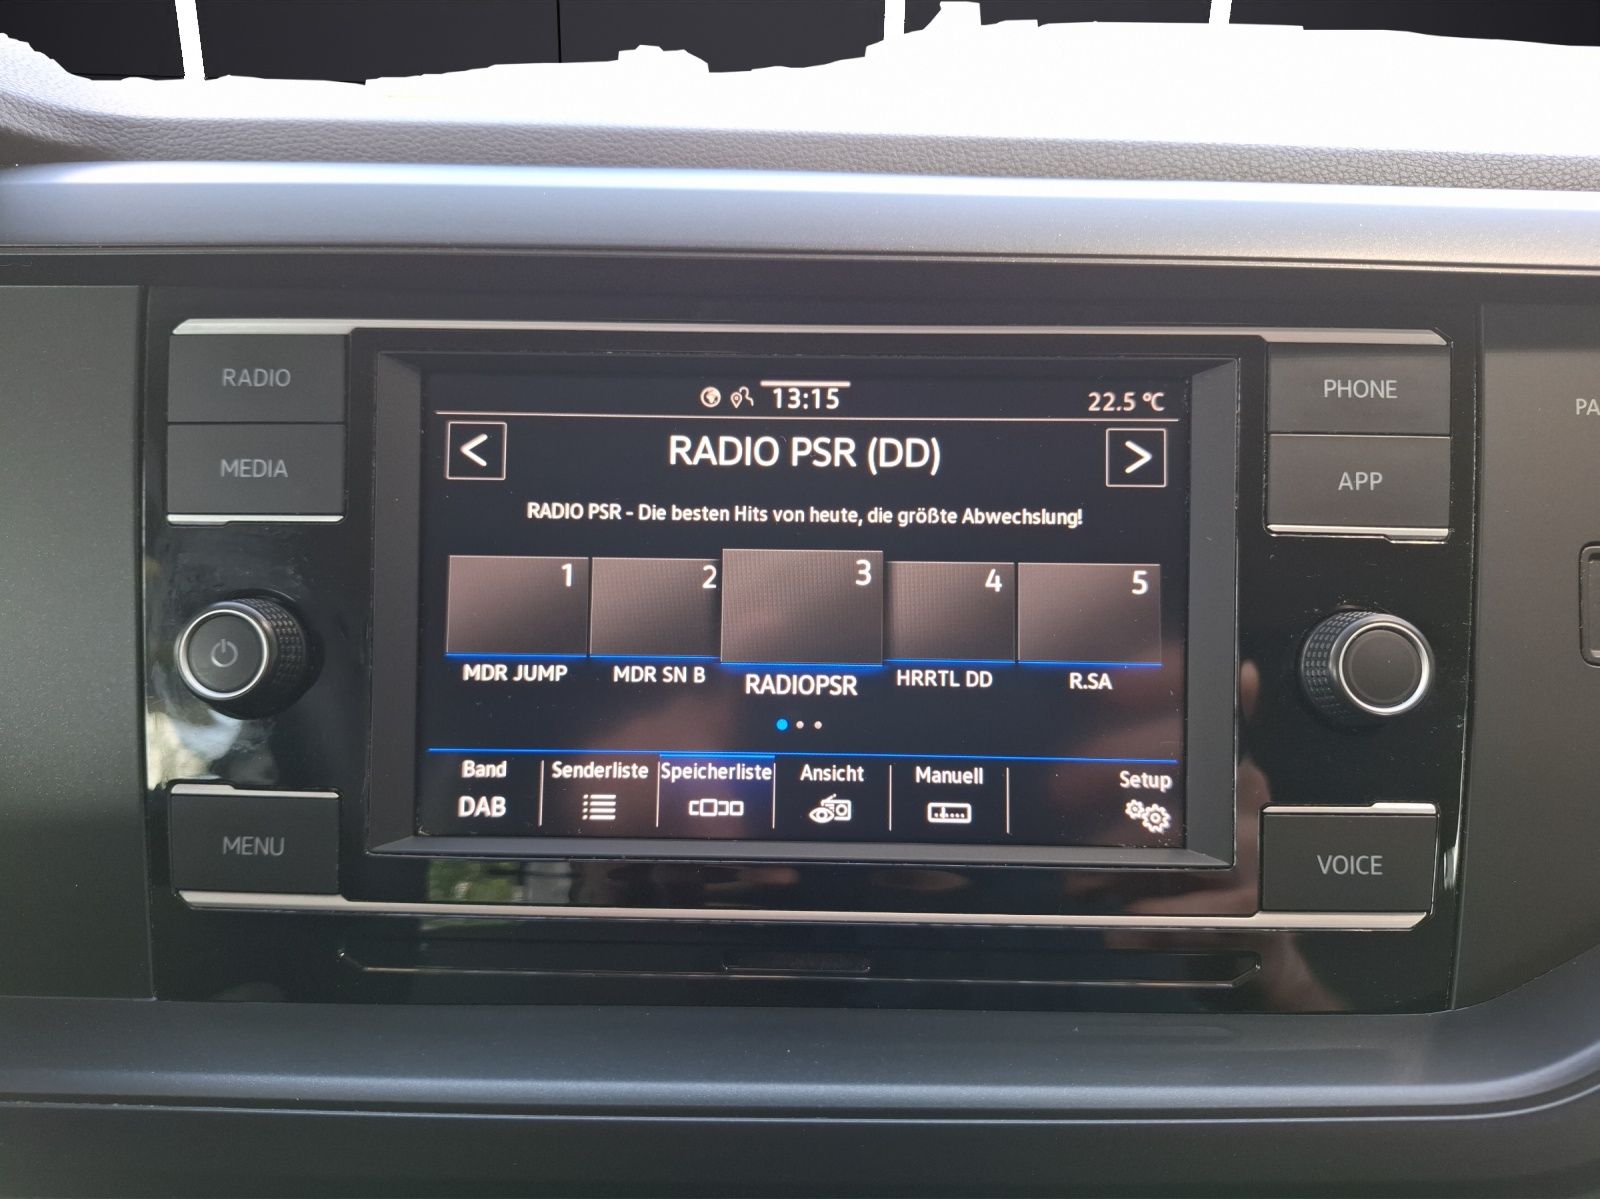 13:15
22.5 °C
< RADIO PSR (DD) >
RADIO PSR - Die besten Hits von heute, die größte Abwechslung!
1 2 3 4 5
MDR JUMP MDR SN B RADIOPSR HRRTL DD R.SA
Band Senderliste Speicherliste Ansicht Manuell Setup
DAB
RADIO
MEDIA
MENU
PHONE
APP
VOICE